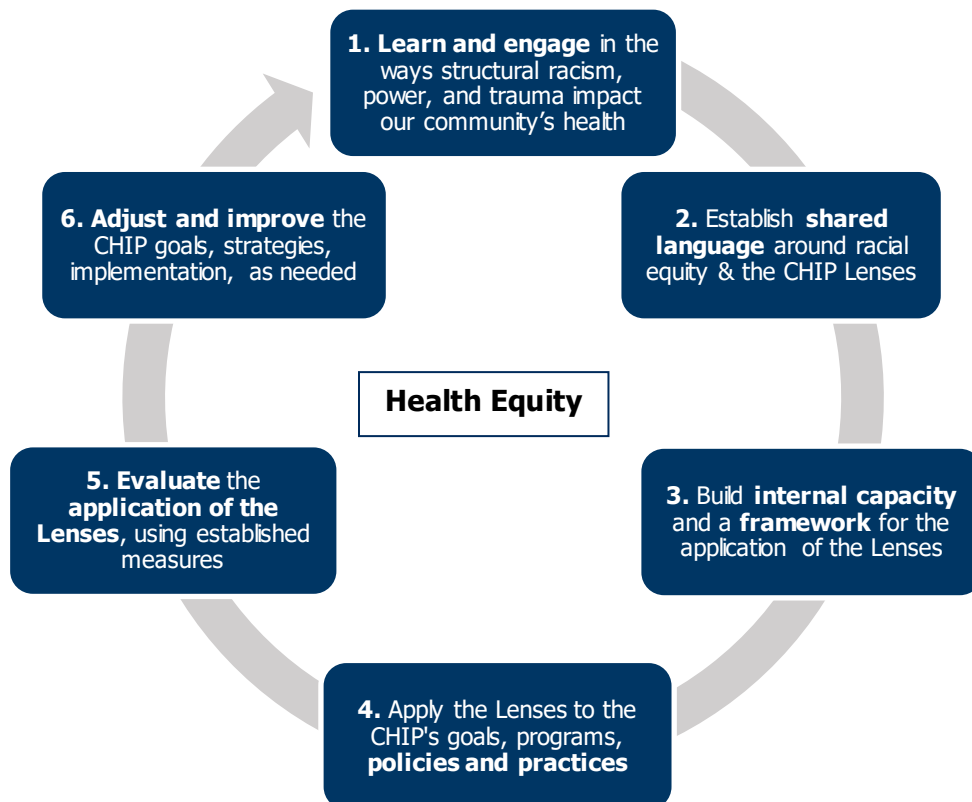 1. Learn and engage in the
ways structural racism,
power, and trauma impact
our community's health
2. Establish shared
language around racial
equity & the CHIP Lenses
3. Build internal capacity
and a framework for the
application of the Lenses
4. Apply the Lenses to the
CHIP's goals, programs,
policies and practices
5. Evaluate the
application of the
Lenses, using established
measures
6. Adjust and improve the
CHIP goals, strategies,
implementation, as needed
Health Equity